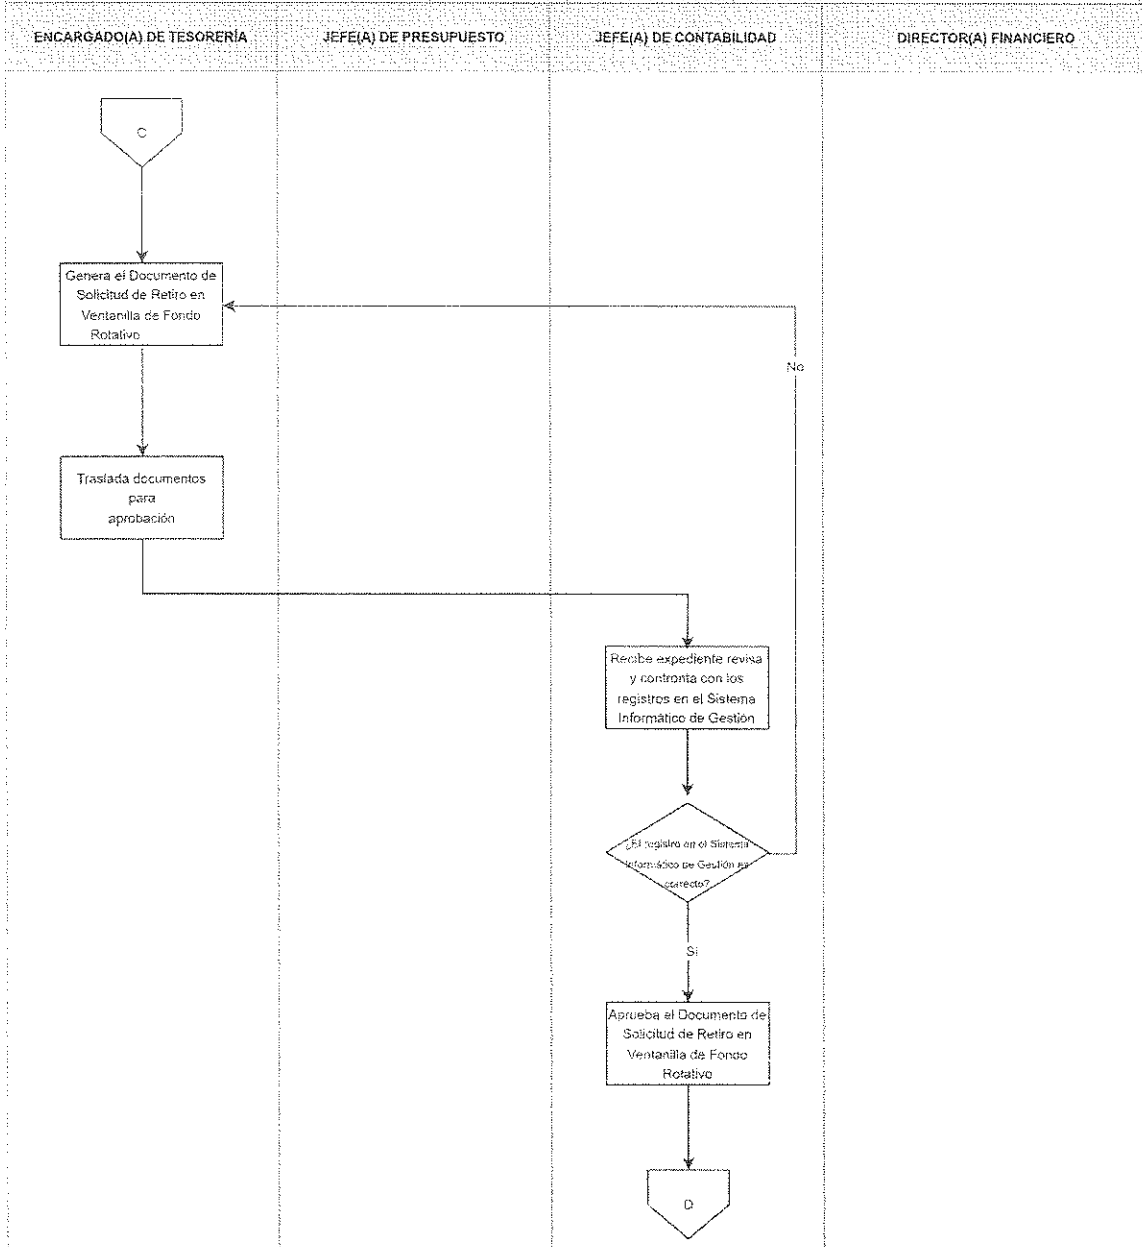 ENCARGADO(A) DE TESORERÍA
JEFE(A) DE PRESUPUESTO
JEFE(A) DE CONTABILIDAD
DIRECTOR(A) FINANCIERO
C
Genera el Documento de
Solicitud de Retiro en
Ventanilla de Fondo
Rotativo
No
Traslada documentos
para
aprobación
Recibe expediente revisa
y confronta con los
registros en el Sistema
Informático de Gestión
¿El registro en el Sistema
Informático de Gestión es
correcto?
Si
Aprueba el Documento de
Solicitud de Retiro en
Ventanilla de Fondo
Rotativo
D